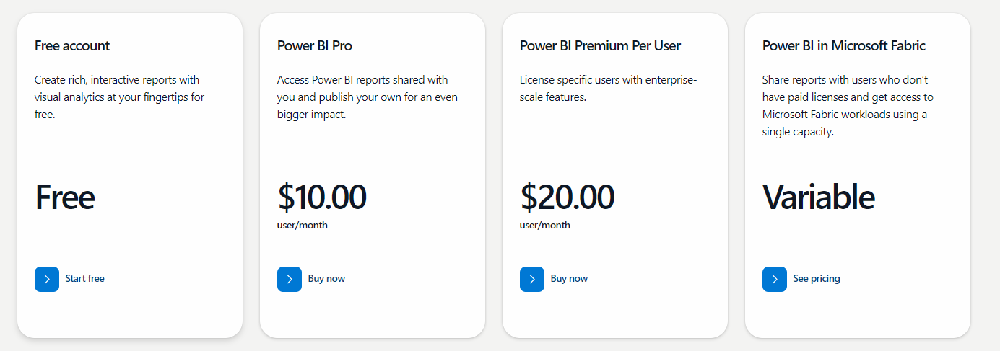 Free account
Create rich, interactive reports with
visual analytics at your fingertips for
free.
Free
Start free
Power BI Pro
Access Power BI reports shared with
you and publish your own for an even
bigger impact.
$10.00
user/month
Buy now
Power BI Premium Per User
License specific users with enterprise-
scale features.
$20.00
user/month
Buy now
Power BI in Microsoft Fabric
Share reports with users who don’t
have paid licenses and get access to
Microsoft Fabric workloads using a
single capacity.
Variable
See pricing